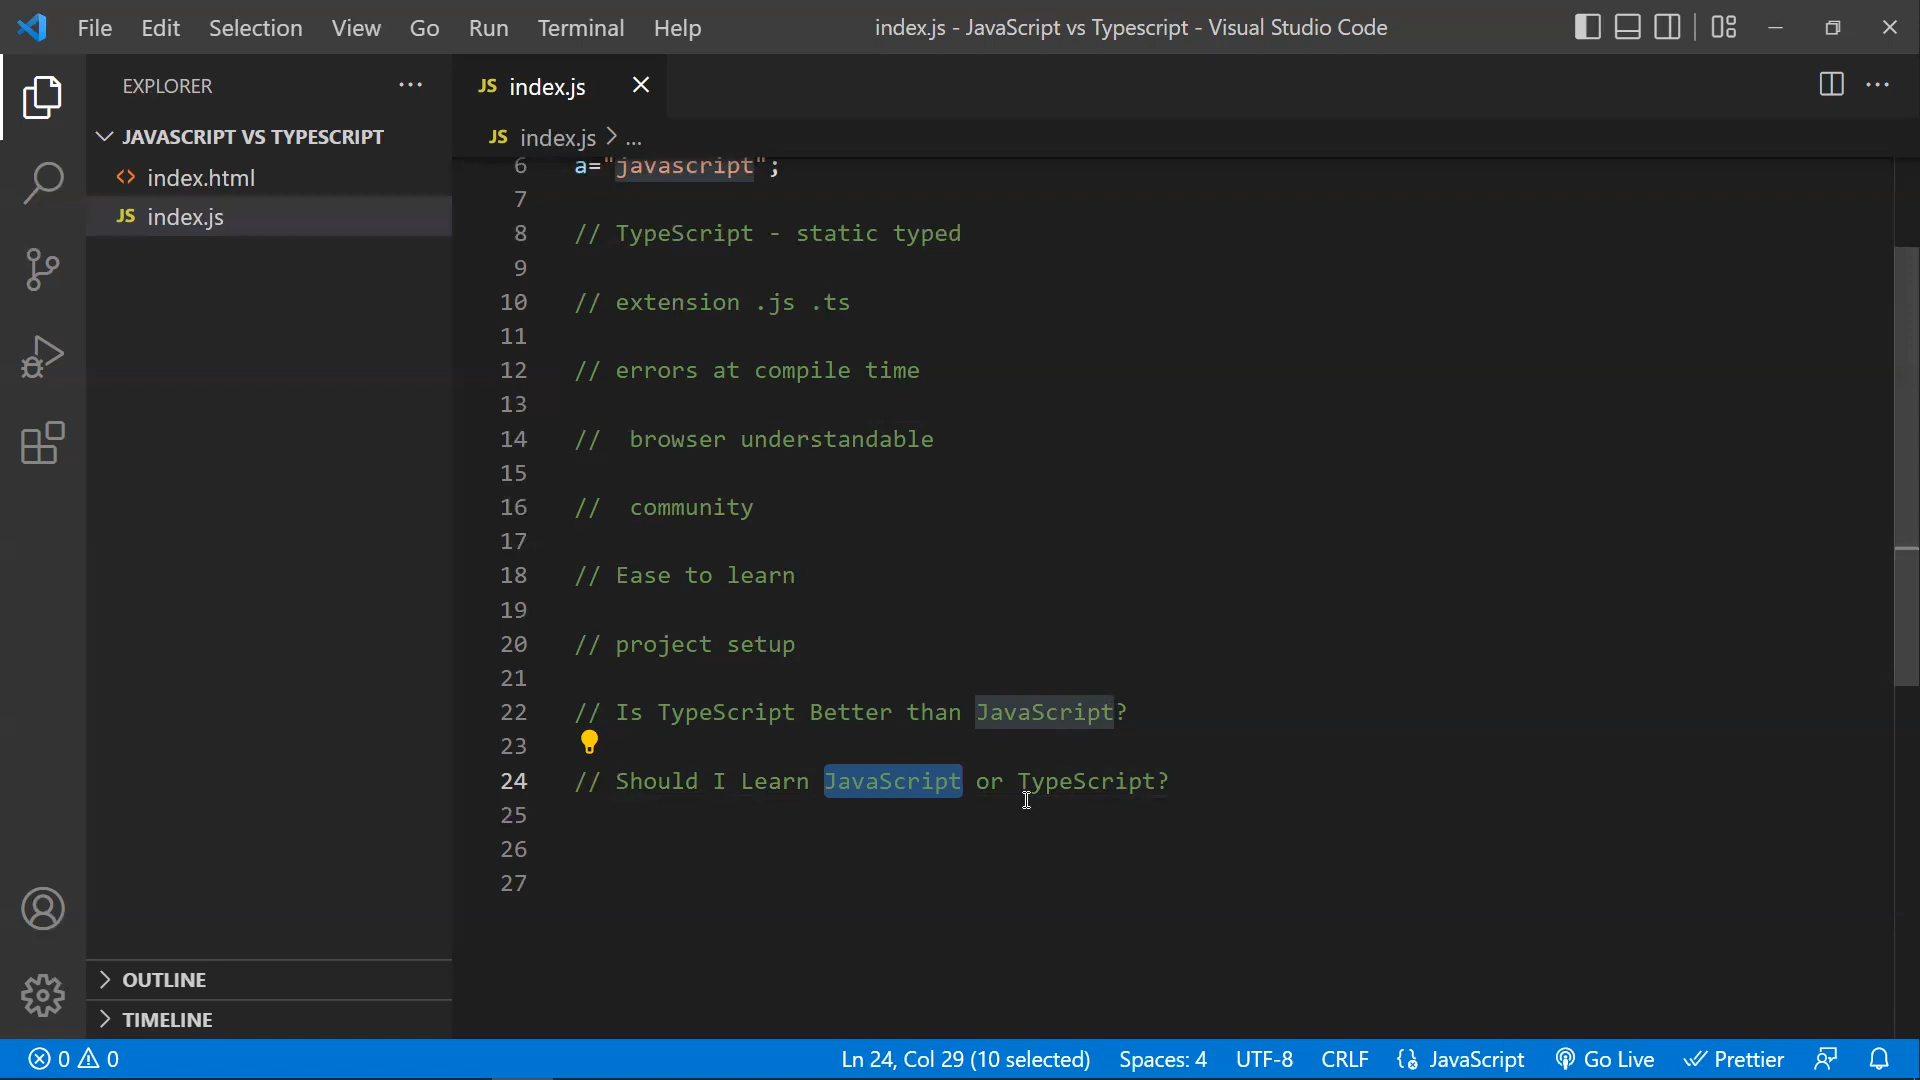 File Edit Selection View Go Run Terminal Help index.js - JavaScript vs Typescript - Visual Studio Code
EXPLORER ···
JAVASCRIPT VS TYPESCRIPT
<> index.html
JS index.js
OUTLINE
TIMELINE
JS index.js
JS index.js > ...
6 a="javascript";
7
8 // TypeScript - static typed
9
10 // extension .js .ts
11
12 // errors at compile time
13
14 //  browser understandable
15
16 //  community
17
18 // Ease to learn
19
20 // project setup
21
22 // Is TypeScript Better than JavaScript?
23
24 // Should I Learn JavaScript or TypeScript?
25
26
27
0 0 Ln 24, Col 29 (10 selected) Spaces: 4 UTF-8 CRLF JavaScript Go Live Prettier